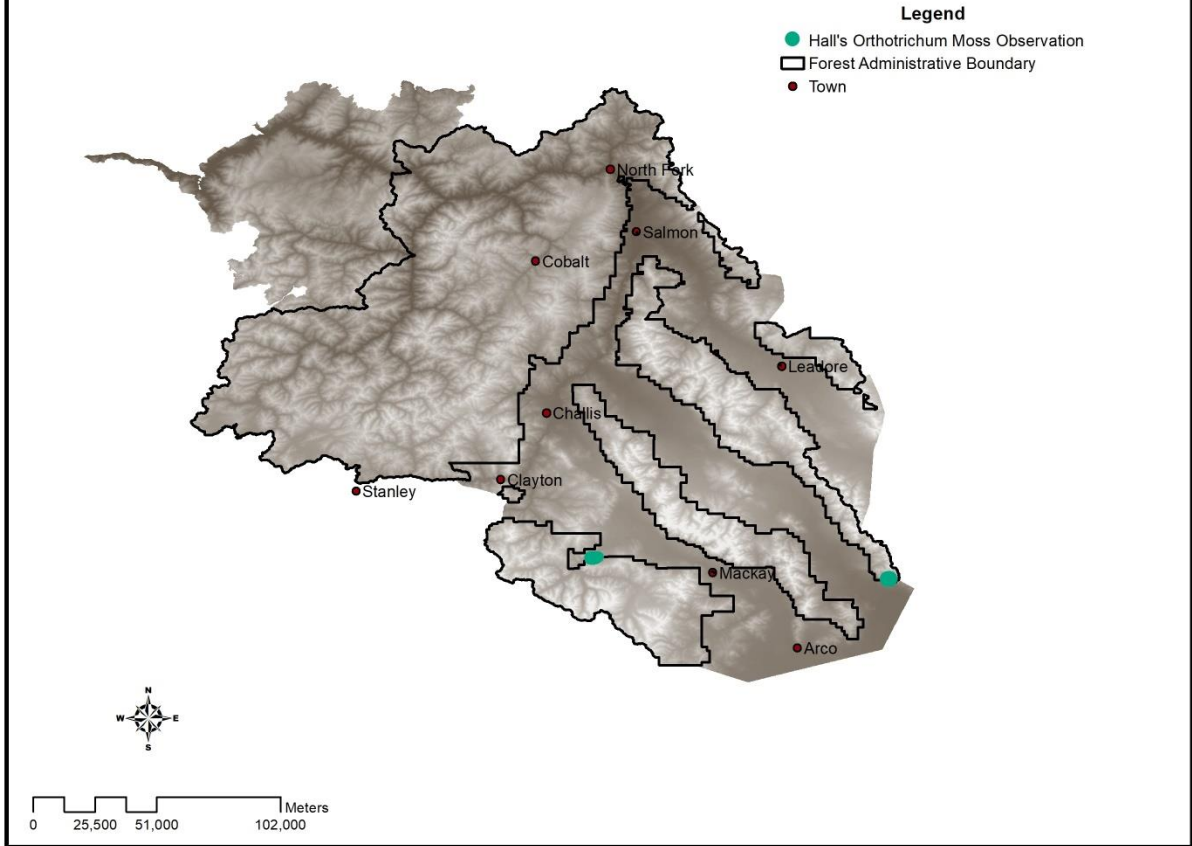 Legend
Hall's Orthotrichum Moss Observation
Forest Administrative Boundary
Town
North Fork
Salmon
Cobalt
Leadore
Challis
Clayton
Stanley
Mackay
Arco
N
W E
S
Meters
0 25,500 51,000 102,000